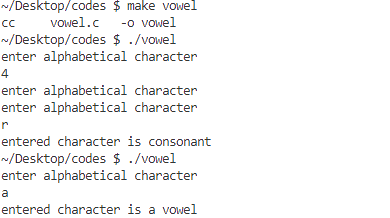 ~/Desktop/codes $ make vowel
cc     vowel.c   -o vowel
~/Desktop/codes $ ./vowel
enter alphabetical character
4
enter alphabetical character
enter alphabetical character
r
entered character is consonant
~/Desktop/codes $ ./vowel
enter alphabetical character
a
entered character is a vowel